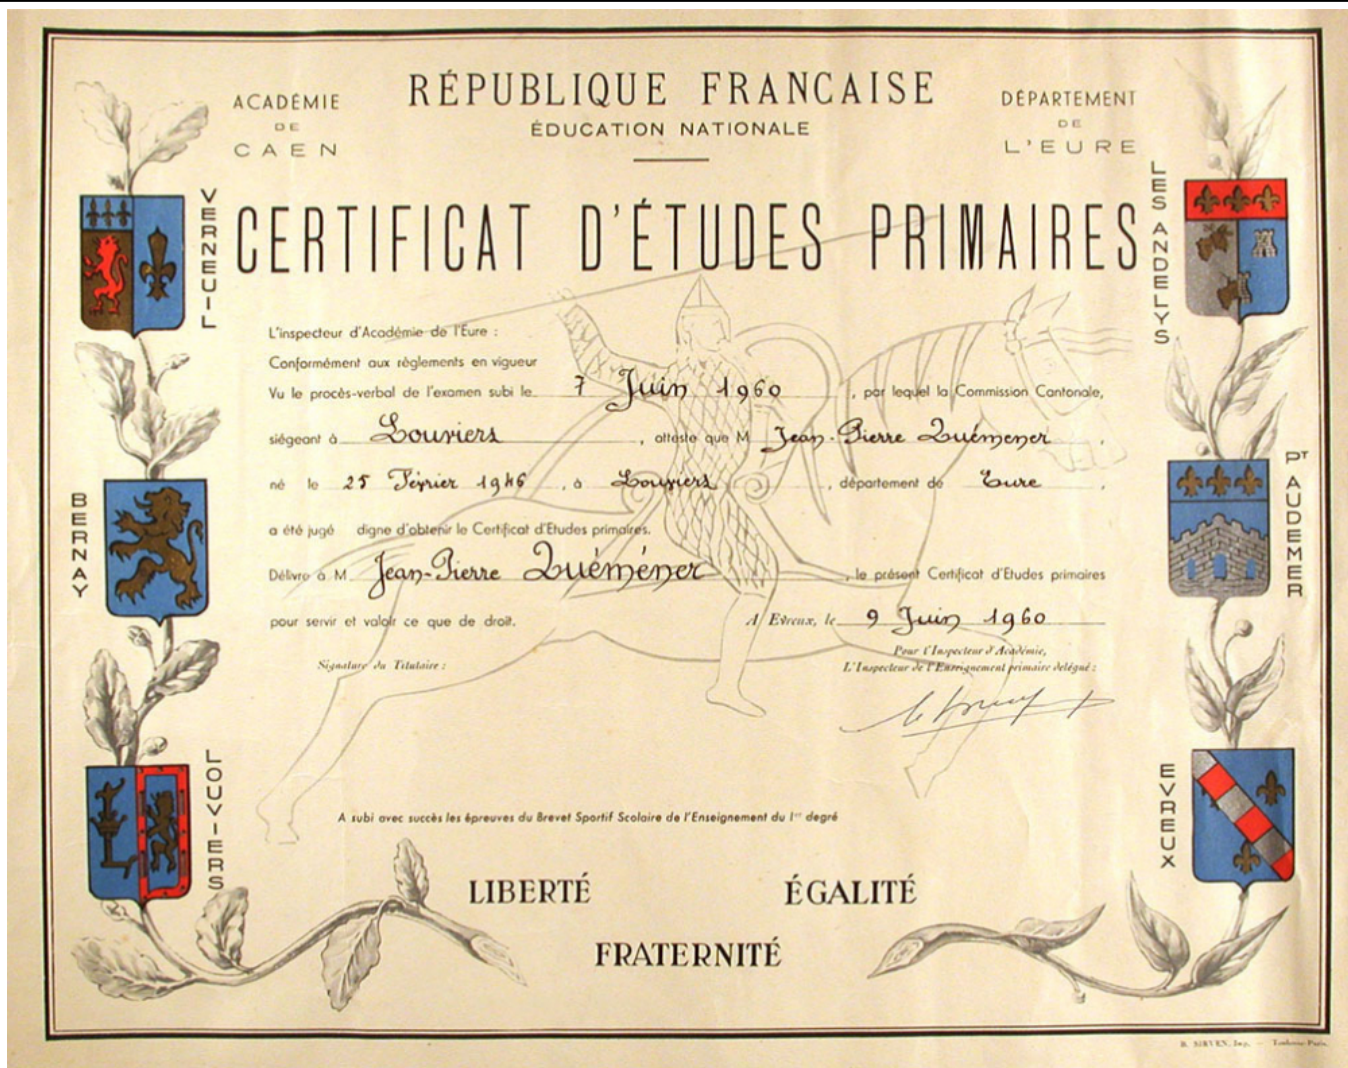 RÉPUBLIQUE FRANCAISE
ÉDUCATION NATIONALE
ACADÉMIE
DE
CAEN
DÉPARTEMENT
DE
L'EURE
CERTIFICAT D'ÉTUDES PRIMAIRES
VERNEUIL
LES ANDELYS
L'inspecteur d'Académie de l'Eure :
Conformément aux règlements en vigueur
Vu le procès-verbal de l'examen subi le 7 Juin 1960, par lequel la Commission Cantonale,
siégeant à Louviers, atteste que M Jean-Pierre Quémener,
né le 25 Février 1946, à Louviers, département de Eure,
a été jugé digne d'obtenir le Certificat d'Etudes primaires.
Délivré à M Jean-Pierre Quéméner, le présent Certificat d'Etudes primaires
pour servir et valoir ce que de droit.
A Evreux, le 9 Juin 1960
BERNAY
PT AUDEMER
Signature du Titulaire :
Pour l'Inspecteur d'Académie,
L'Inspecteur de l'Enseignement primaire délégué :
LOUVIERS
EVREUX
A subi avec succès les épreuves du Brevet Sportif Scolaire de l'Enseignement du 1er degré
LIBERTÉ ÉGALITÉ
FRATERNITÉ
B. SIRVEN, Imp. — Toulouse-Paris.